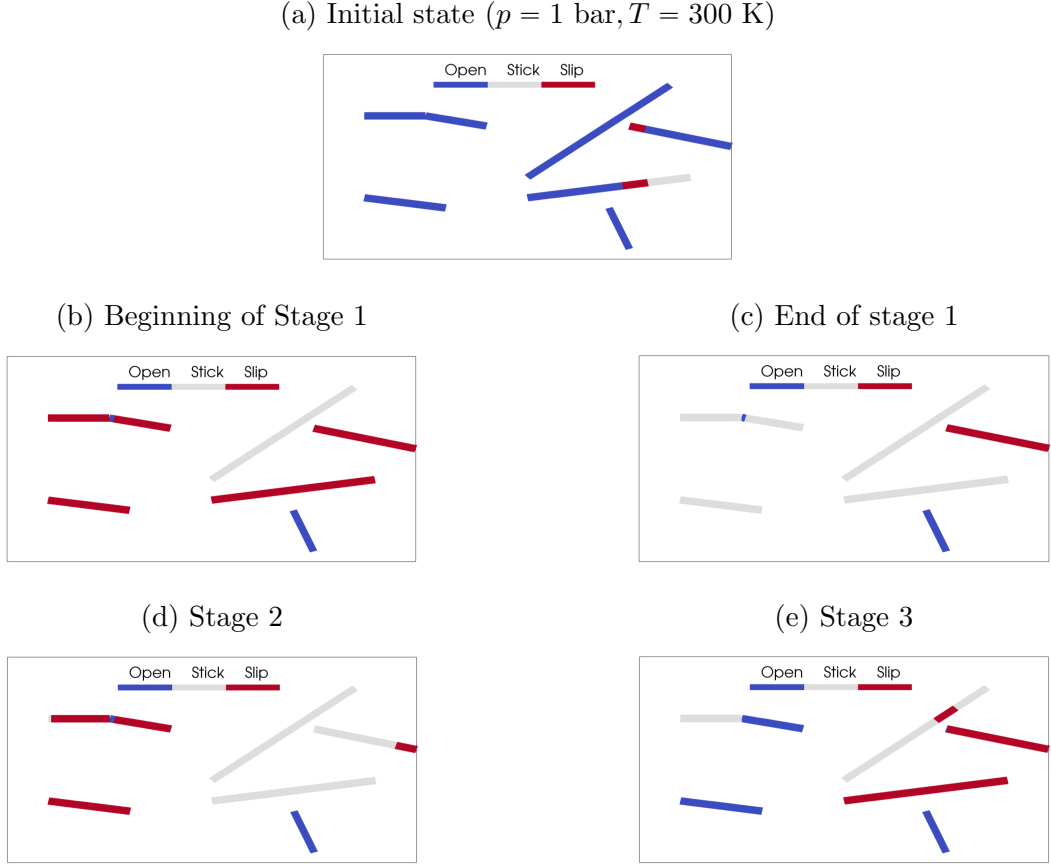 (a) Initial state (p = 1 bar, T = 300 K)
Open Stick Slip
(b) Beginning of Stage 1
(c) End of stage 1
Open Stick Slip
Open Stick Slip
(d) Stage 2
(e) Stage 3
Open Stick Slip
Open Stick Slip